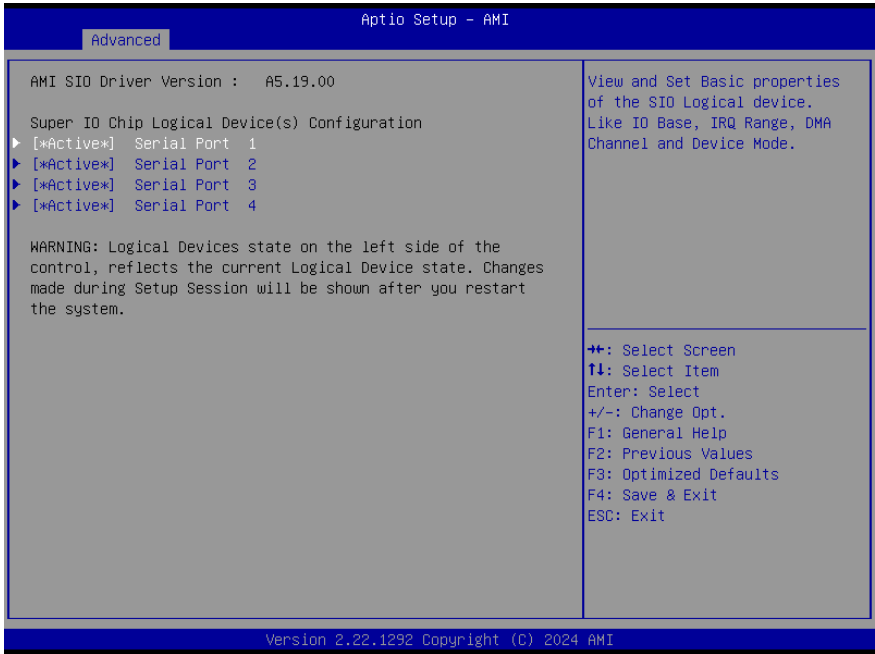 Aptio Setup – AMI
Advanced
AMI SIO Driver Version :   A5.19.00
Super IO Chip Logical Device(s) Configuration
[*Active*]  Serial Port  1
[*Active*]  Serial Port  2
[*Active*]  Serial Port  3
[*Active*]  Serial Port  4
WARNING: Logical Devices state on the left side of the
control, reflects the current Logical Device state. Changes
made during Setup Session will be shown after you restart
the system.
View and Set Basic properties
of the SIO Logical device.
Like IO Base, IRQ Range, DMA
Channel and Device Mode.
→←: Select Screen
↑↓: Select Item
Enter: Select
+/-: Change Opt.
F1: General Help
F2: Previous Values
F3: Optimized Defaults
F4: Save & Exit
ESC: Exit
Version 2.22.1292 Copyright (C) 2024 AMI